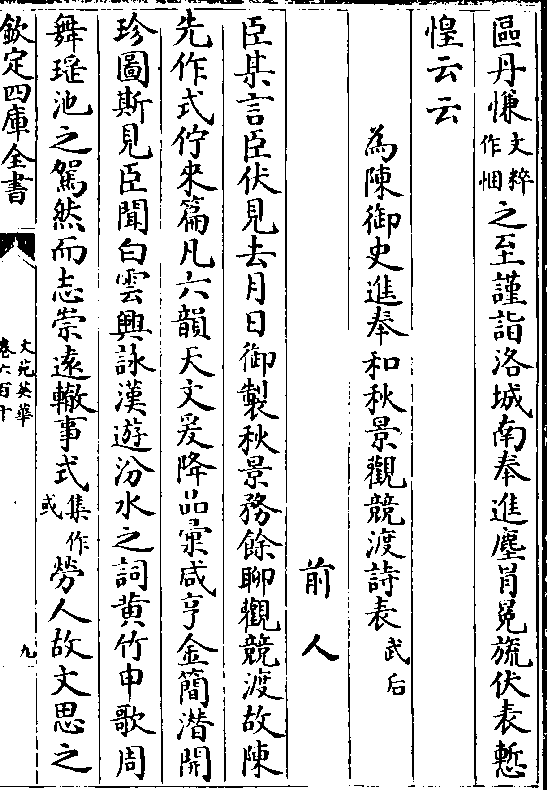 區丹慊文粹作悃之至謹詣洛城南奉進塵肖冕旒伏表慙
惶云云
為陳御史進奉和秋景觀競渡詩表武后
前人
臣某言臣伏見去月日御製秋景務餘聊觀競渡故陳
先作式佇來篇凡六韻天文爰降品彚咸亨金簡潜開
珍圖斯見臣聞白雲興詠漢遊汾水之詞黄竹申歌周
舞瑶池之駕然而志崇遠轍事式集作或勞人故文思之
欽定四庫全書
文苑英華
卷六百十
九